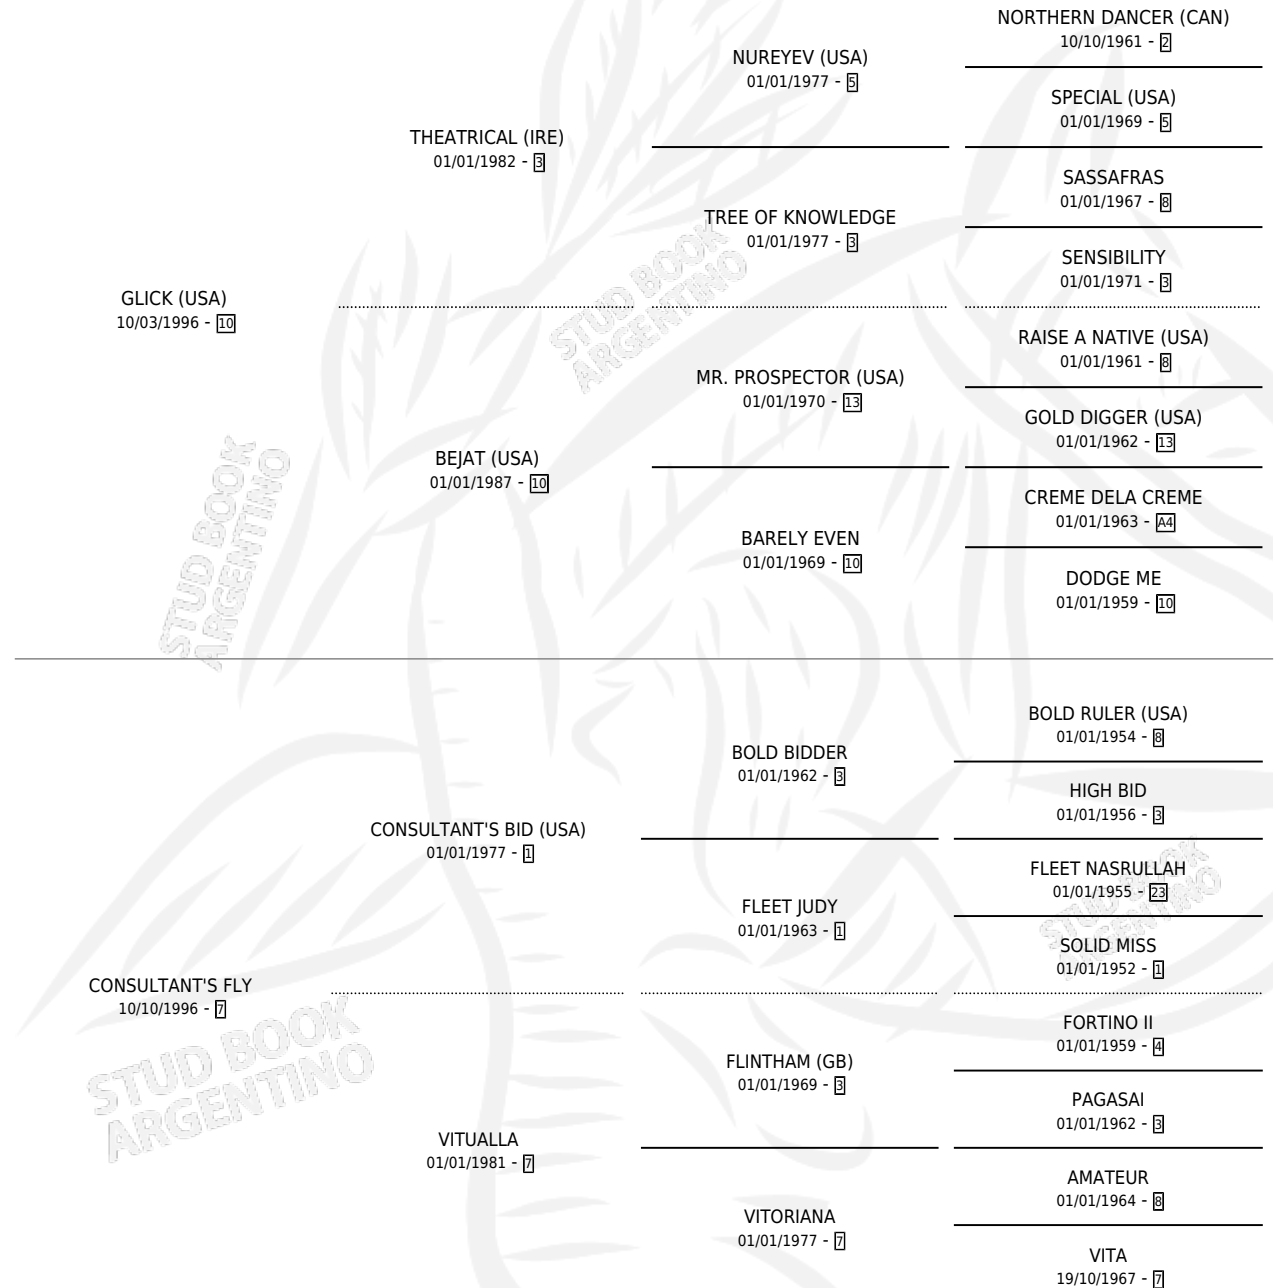 NORTHERN DANCER (CAN)
10/10/1961 - 2
NUREYEV (USA)
01/01/1977 - 5
SPECIAL (USA)
01/01/1969 - 5
THEATRICAL (IRE)
01/01/1982 - 3
SASSAFRAS
01/01/1967 - 8
TREE OF KNOWLEDGE
01/01/1977 - 3
SENSIBILITY
01/01/1971 - 3
GLICK (USA)
10/03/1996 - 10
STUD BOOK
ARGENTINO
RAISE A NATIVE (USA)
01/01/1961 - 8
MR. PROSPECTOR (USA)
01/01/1970 - 13
GOLD DIGGER (USA)
01/01/1962 - 13
BEJAT (USA)
01/01/1987 - 10
CREME DELA CREME
01/01/1963 - A4
BARELY EVEN
01/01/1969 - 10
DODGE ME
01/01/1959 - 10
STUD BOOK
ARGENTINO
BOLD RULER (USA)
01/01/1954 - 8
BOLD BIDDER
01/01/1962 - 3
HIGH BID
01/01/1956 - 3
CONSULTANT'S BID (USA)
01/01/1977 - 1
FLEET NASRULLAH
01/01/1955 - 23
STUD BOOK
ARGENTINO
FLEET JUDY
01/01/1963 - 1
SOLID MISS
01/01/1952 - 1
CONSULTANT'S FLY
10/10/1996 - 7
STUD BOOK
ARGENTINO
FORTINO II
01/01/1959 - 4
FLINTHAM (GB)
01/01/1969 - 3
PAGASAI
01/01/1962 - 3
VITUALLA
01/01/1981 - 7
AMATEUR
01/01/1964 - 8
VITORIANA
01/01/1977 - 7
VITA
19/10/1967 - 7